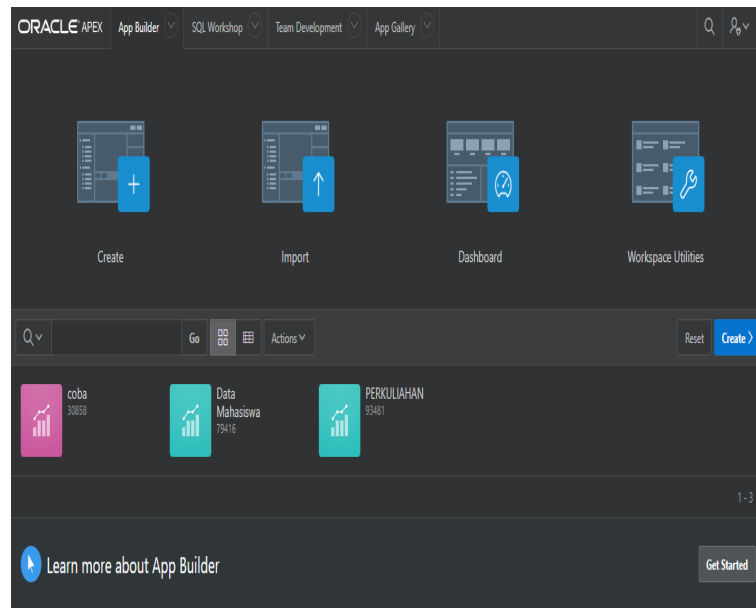 ORACLE APEX App Builder SQL Workshop Team Development App Gallery
Create Import Dashboard Workspace Utilities
Go Actions Reset Create
coba Data PERKULIAHAN
30858 Mahasiswa 93481
79416
1 - 3
Learn more about App Builder Get Started